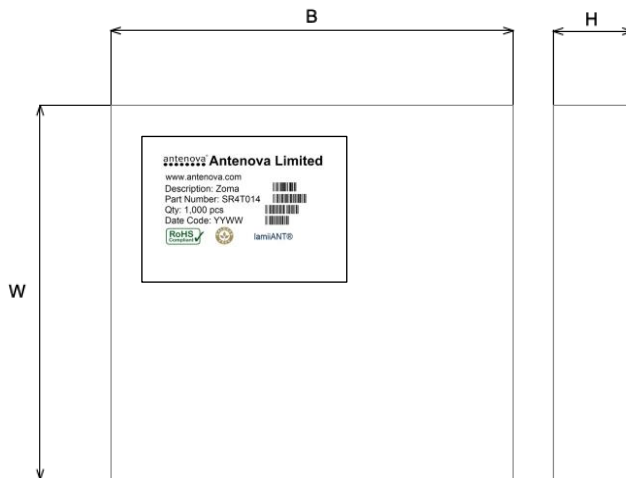 B
H
W
antenova® Antenova Limited
www.antenova.com
Description: Zoma
Part Number: SR4T014
Qty: 1,000 pcs
Date Code: YYWW
RoHS
Compliant
lamiiANT®